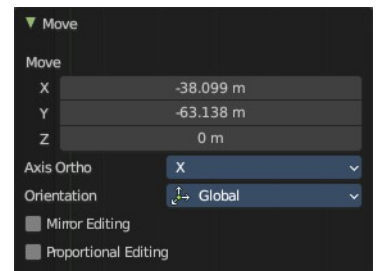 Move
Move
X -38.099 m
Y -63.138 m
Z 0 m
Axis Ortho X
Orientation Global
Mirror Editing
Proportional Editing